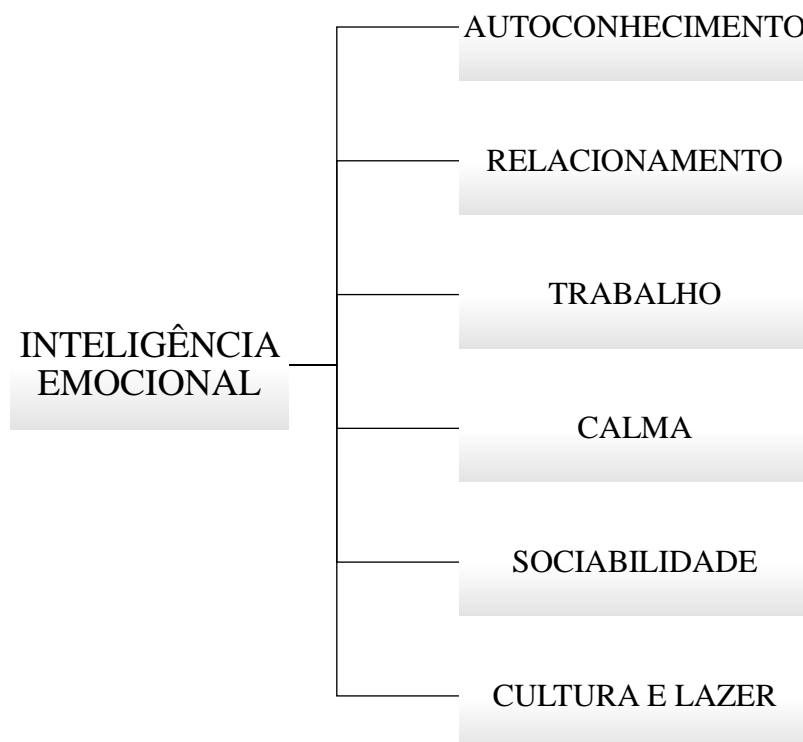 AUTOCONHECIMENTO
RELACIONAMENTO
TRABALHO
INTELIGÊNCIA
EMOCIONAL
CALMA
SOCIABILIDADE
CULTURA E LAZER